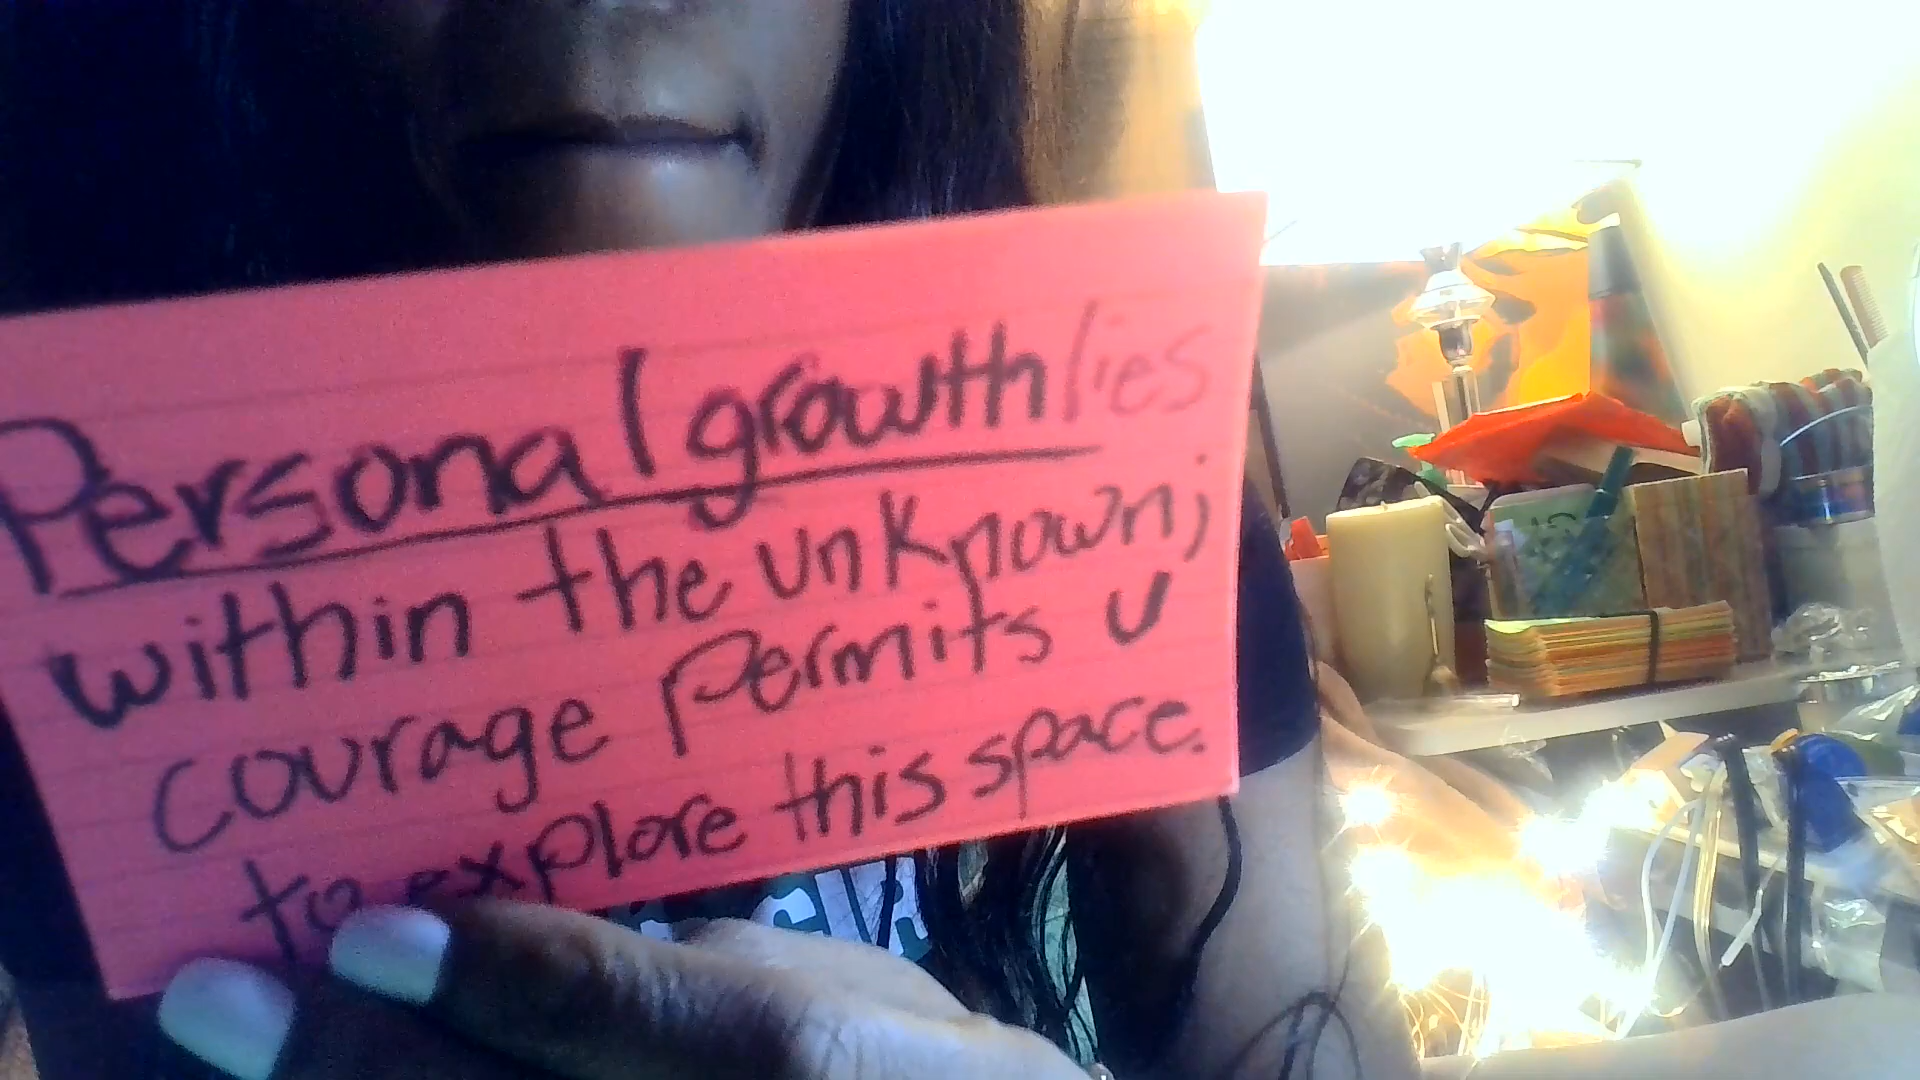 Personal growth lies
within the unknown;
courage permits U
to explore this space.